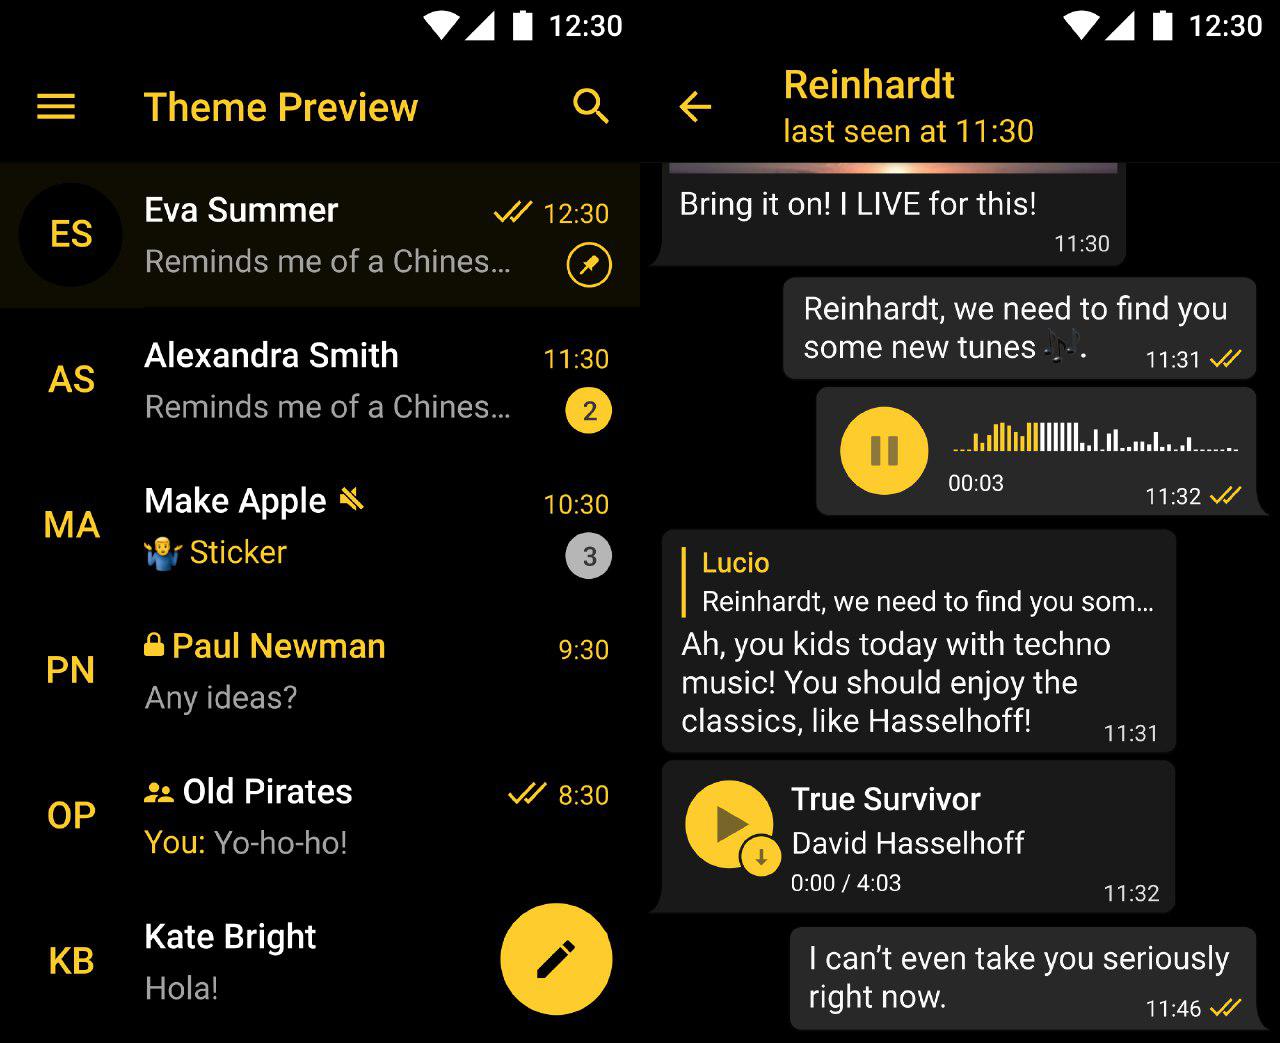 12:30
Theme Preview
ES
Eva Summer
12:30
Reminds me of a Chines...
AS
Alexandra Smith
11:30
Reminds me of a Chines...
2
MA
Make Apple
10:30
Sticker
3
PN
Paul Newman
9:30
Any ideas?
OP
Old Pirates
8:30
You: Yo-ho-ho!
KB
Kate Bright
Hola!
12:30
Reinhardt
last seen at 11:30
Bring it on! I LIVE for this!
11:30
Reinhardt, we need to find you
some new tunes 🎶.
11:31
00:03
11:32
Lucio
Reinhardt, we need to find you som...
Ah, you kids today with techno
music! You should enjoy the
classics, like Hasselhoff!
11:31
True Survivor
David Hasselhoff
0:00 / 4:03
11:32
I can’t even take you seriously
right now.
11:46